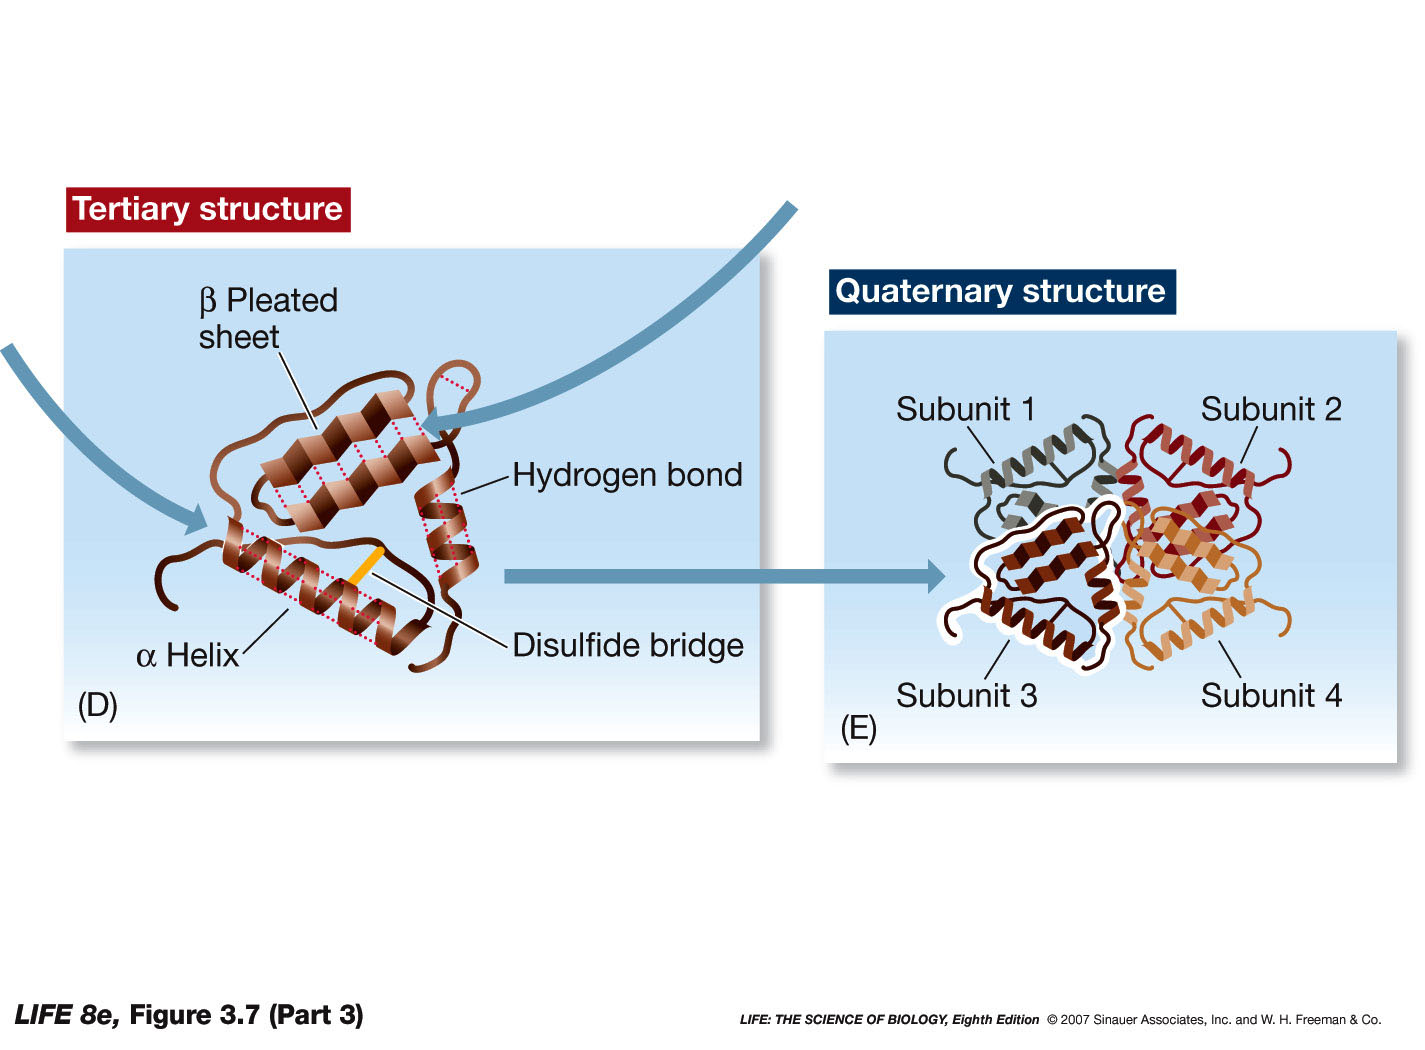 Tertiary structure
β Pleated
sheet
Hydrogen bond
Disulfide bridge
α Helix
(D)
Quaternary structure
Subunit 1
Subunit 2
Subunit 3
Subunit 4
(E)
LIFE 8e, Figure 3.7 (Part 3)
LIFE: THE SCIENCE OF BIOLOGY, Eighth Edition © 2007 Sinauer Associates, Inc. and W. H. Freeman & Co.